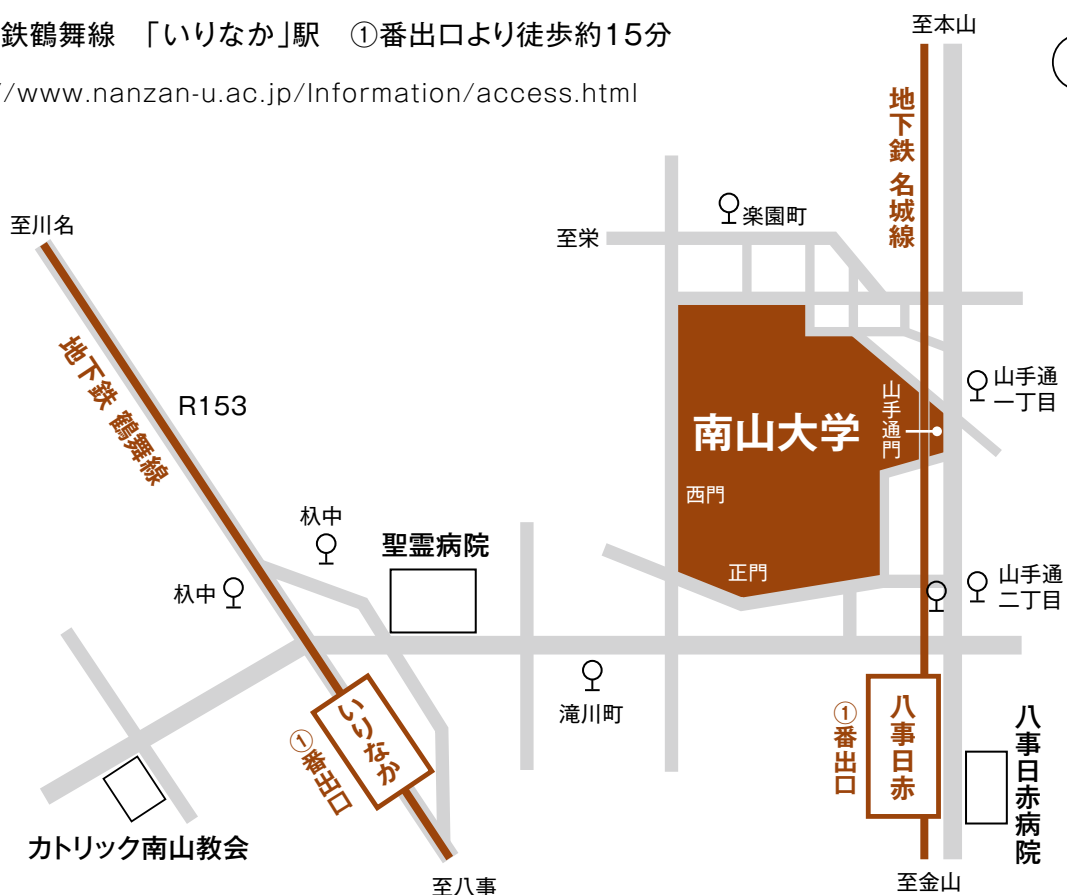 鉄鶴舞線 「いりなか」駅 ①番出口より徒歩約15分
//www.nanzan-u.ac.jp/Information/access.html
至本山
地下鉄 名城線
楽園町
至栄
至川名
地下鉄 鶴舞線
R153
山手通
一丁目
南山大学
山手通門
西門
正門
杁中
聖霊病院
杁中
山手通
二丁目
滝川町
いりなか
①番出口
八事日赤
①番出口
八事日赤病院
カトリック南山教会
至八事
至金山